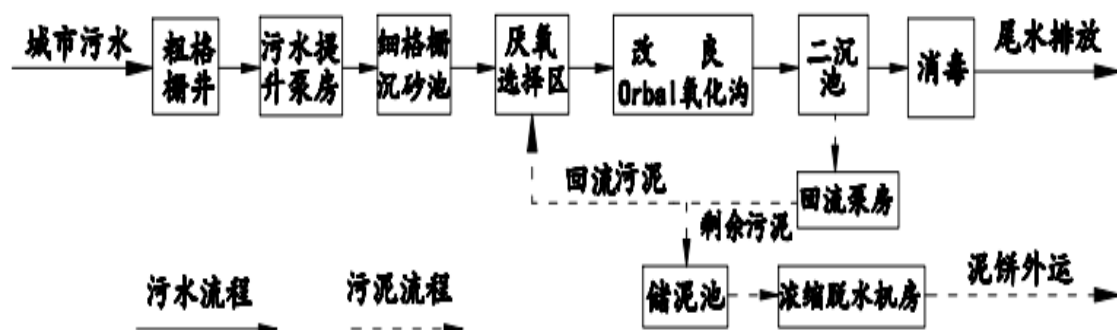 城市污水
粗格
栅井
污水提
升泵房
细格栅
沉砂池
厌氧
选择区
改 良
Orbal氧化沟
二沉
池
消毒
尾水排放
回流污泥
回流泵房
剩余污泥
储泥池
浓缩脱水机房
泥饼外运
污水流程
污泥流程